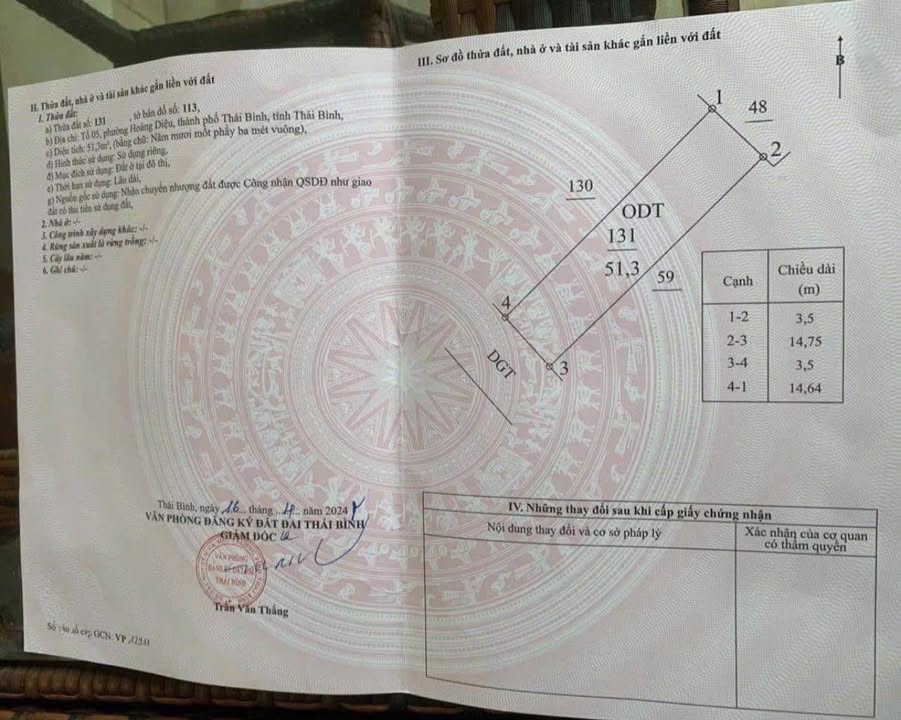 II. Thửa đất, nhà ở và tài sản khác gắn liền với đất
1. Thửa đất:
a) Thửa đất số: 131 , tờ bản đồ số: 113,
b) Địa chỉ: Tổ 05, phường Hoàng Diệu, thành phố Thái Bình, tỉnh Thái Bình,
c) Diện tích: 51,3m², (bằng chữ: Năm mươi mốt phẩy ba mét vuông),
d) Hình thức sử dụng: Sử dụng riêng,
đ) Mục đích sử dụng: Đất ở tại đô thị,
e) Thời hạn sử dụng: Lâu dài,
g) Nguồn gốc sử dụng: Nhận chuyển nhượng đất được Công nhận QSDĐ như giao
đất có thu tiền sử dụng đất,
2. Nhà ở: -/-
3. Công trình xây dựng khác: -/-
4. Rừng sản xuất là rừng trồng: -/-
5. Cây lâu năm: -/-
6. Ghi chú: -/-
Thái Bình, ngày 16 tháng 4 năm 2024
VĂN PHÒNG ĐĂNG KÝ ĐẤT ĐAI THÁI BÌNH
GIÁM ĐỐC
VĂN PHÒNG
THÁI BÌNH
Trần Văn Thắng
Số vào sổ cấp GCN: VP
III. Sơ đồ thửa đất, nhà ở và tài sản khác gắn liền với đất
B
1
48
2
130
ODT
131
51,3
59
4
3
DGT
Cạnh Chiều dài (m)
1-2 3,5
2-3 14,75
3-4 3,5
4-1 14,64
IV. Những thay đổi sau khi cấp giấy chứng nhận
Nội dung thay đổi và cơ sở pháp lý
Xác nhận của cơ quan
có thẩm quyền